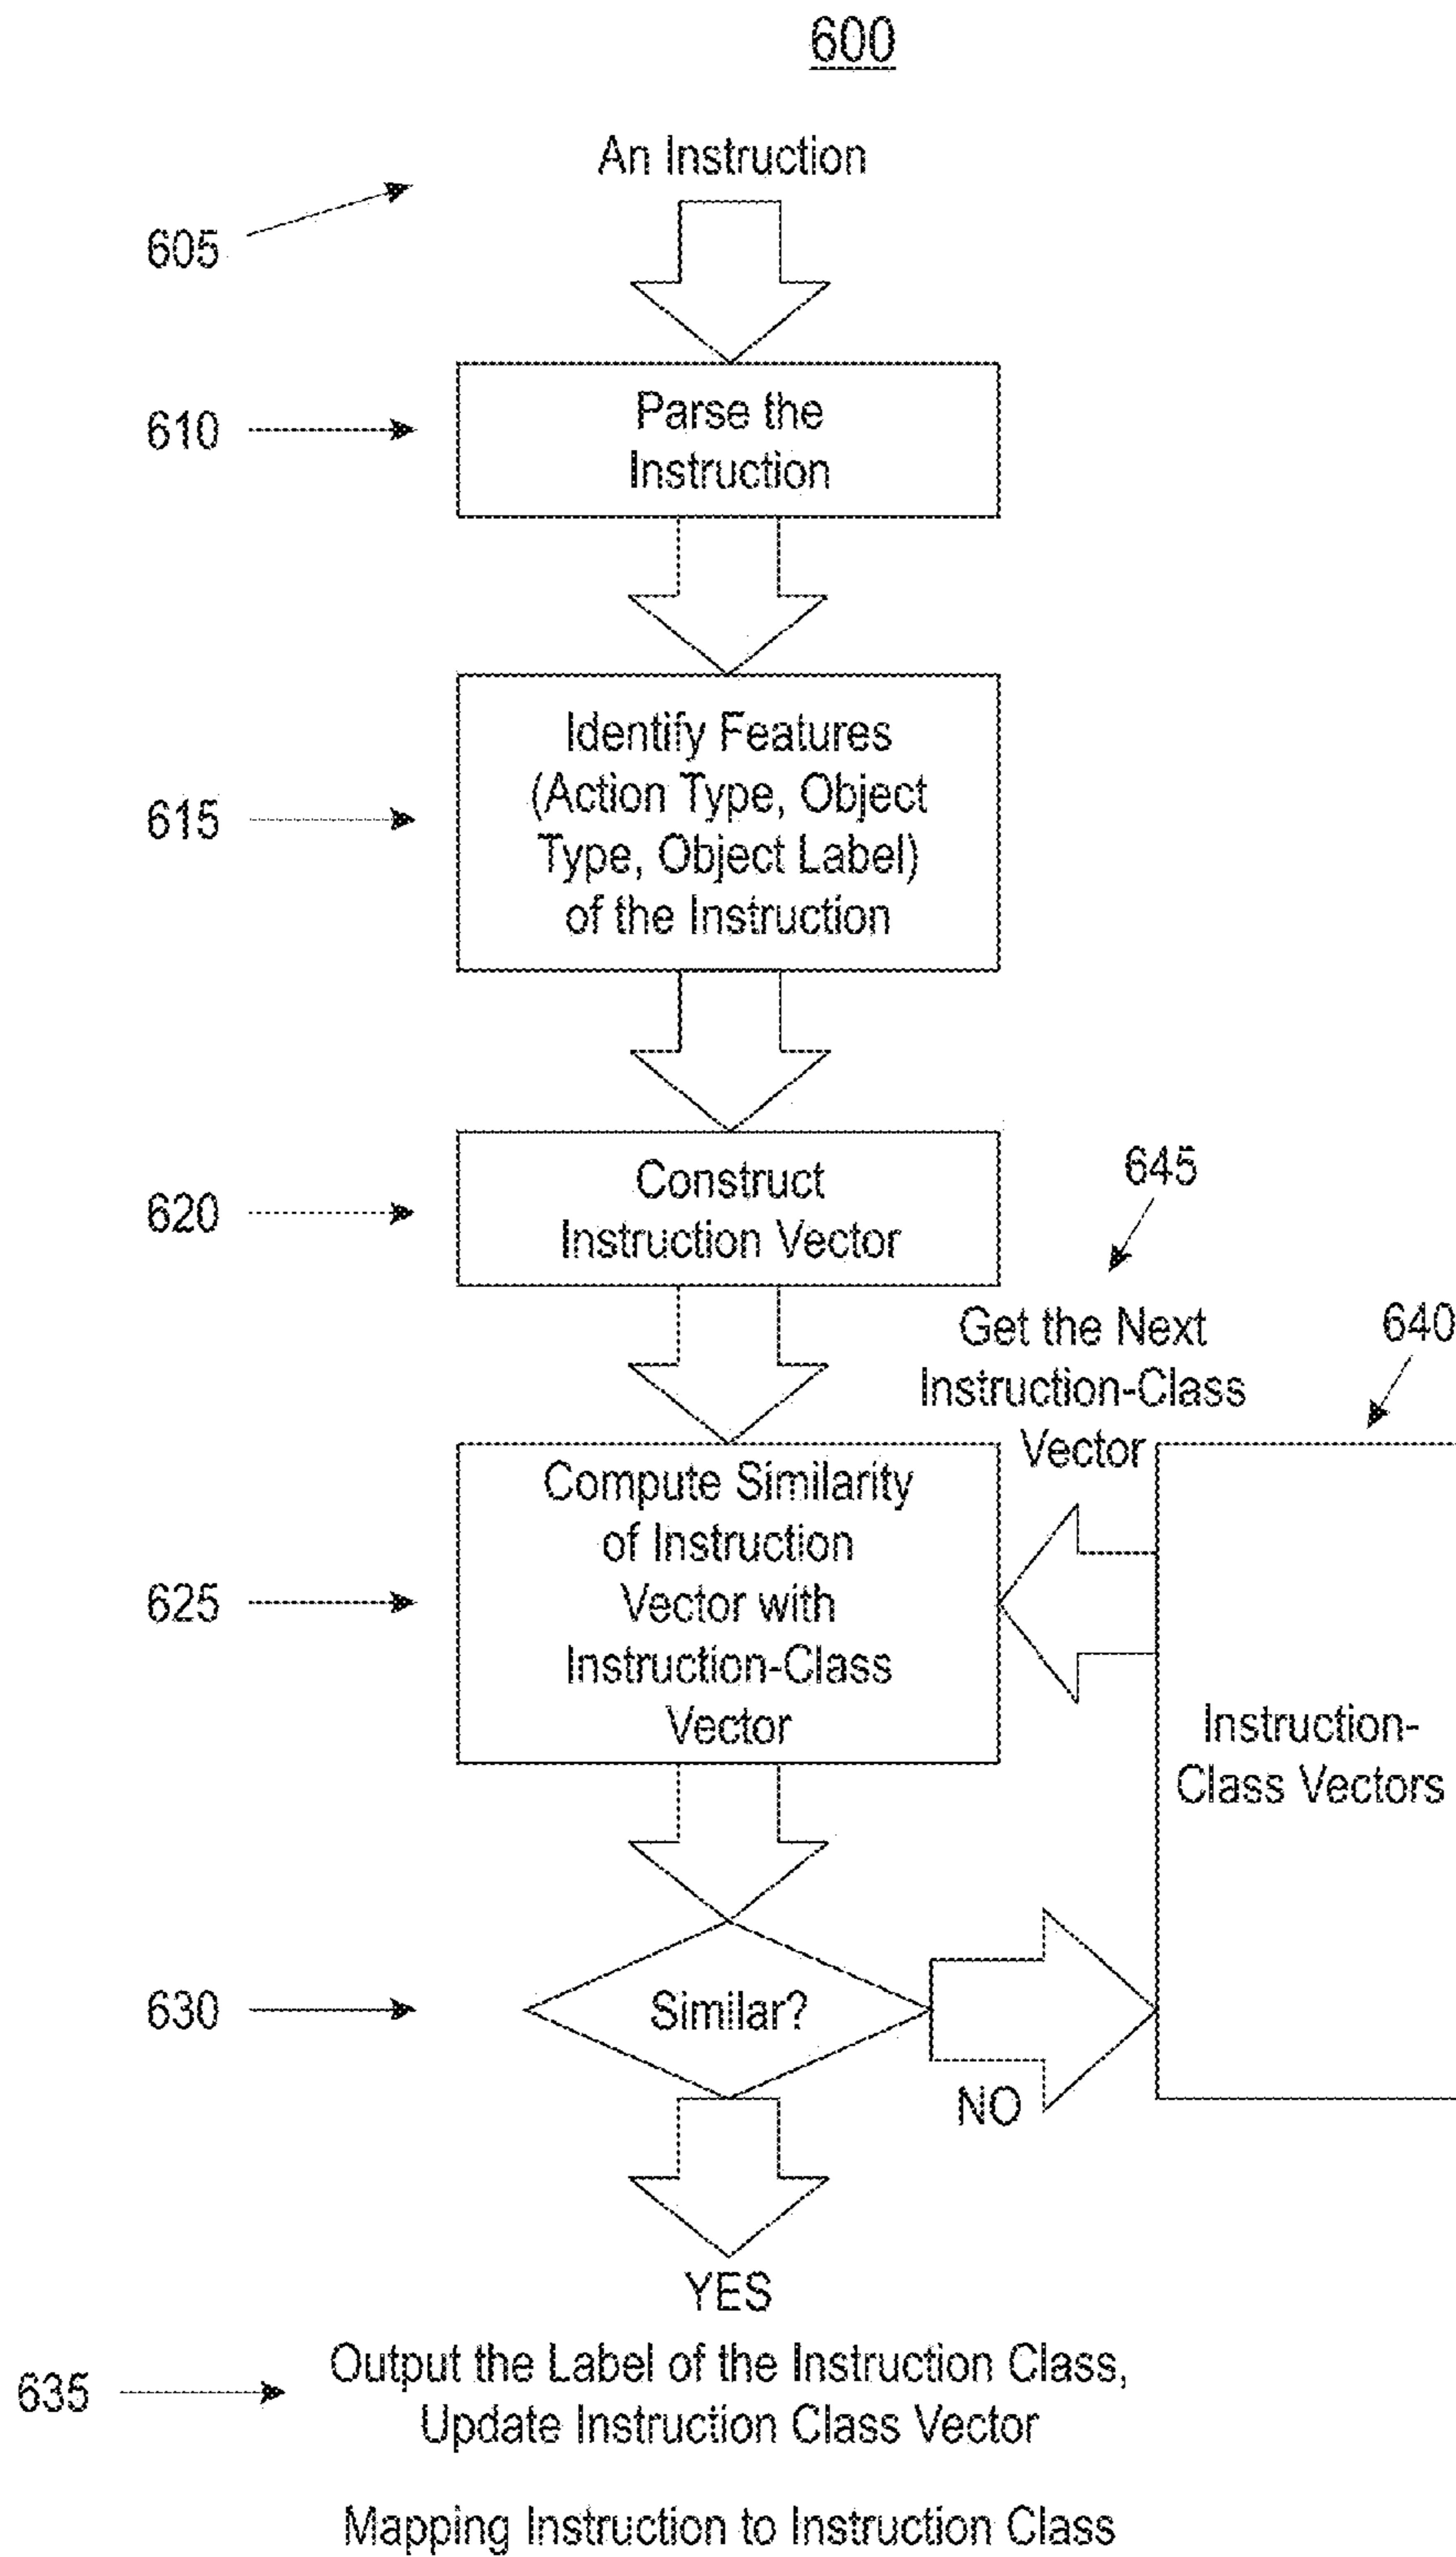 600
An Instruction
605
610
Parse the
Instruction
615
Identify Features
(Action Type, Object
Type, Object Label)
of the Instruction
620
Construct
Instruction Vector
645
Get the Next
Instruction-Class
Vector
640
625
Compute Similarity
of Instruction
Vector with
Instruction-Class
Vector
Instruction-
Class Vectors
630
Similar?
NO
YES
635
Output the Label of the Instruction Class,
Update Instruction Class Vector
Mapping Instruction to Instruction Class